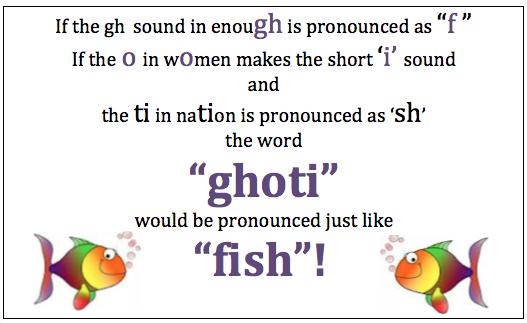 If the gh sound in enough is pronounced as “f ”
If the o in women makes the short ‘i’ sound
and
the ti in nation is pronounced as ‘sh’
the word
“ghoti”
would be pronounced just like
“fish”!